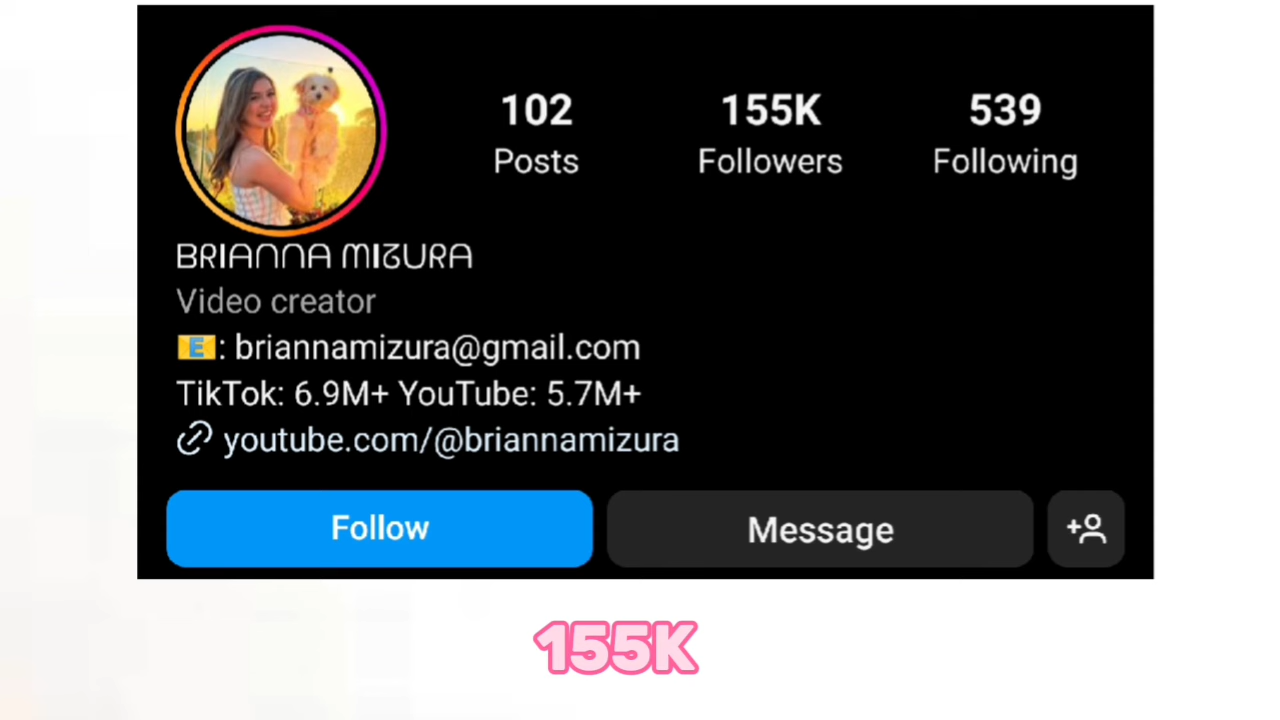 102 155K 539
Posts Followers Following
BRIANNA MIZURA
Video creator
📧: briannamizura@gmail.com
TikTok: 6.9M+ YouTube: 5.7M+
youtube.com/@briannamizura
Follow Message
155K